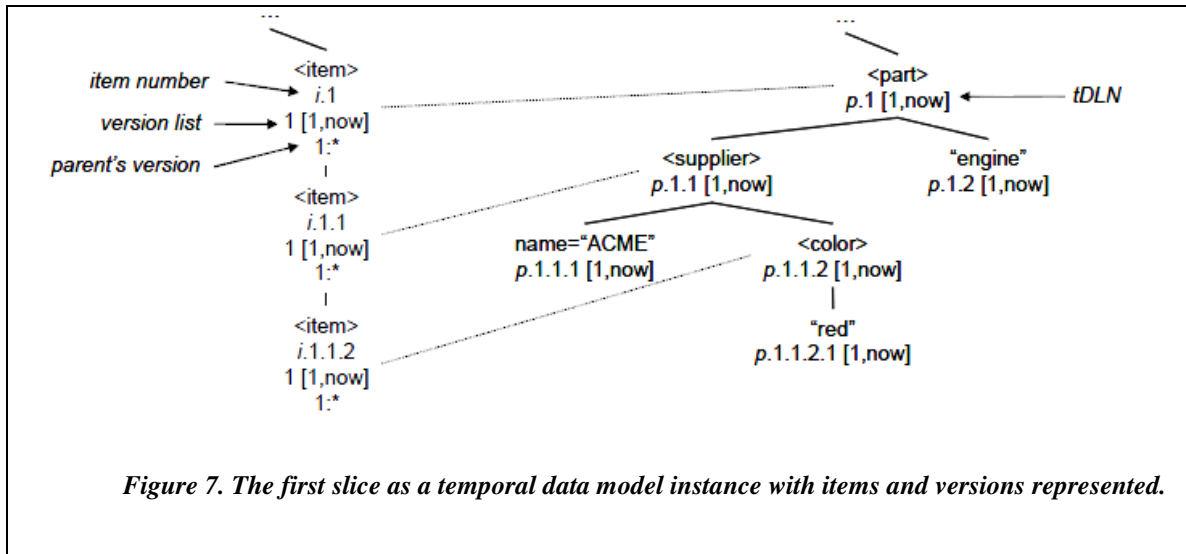 ... ...
<item> <part>
item number i.1 p.1 [1,now] tDLN
version list 1 [1,now]
parent's version 1:*
<supplier> "engine"
p.1.1 [1,now] p.1.2 [1,now]
<item>
i.1.1
1 [1,now] name="ACME" <color>
1:* p.1.1.1 [1,now] p.1.1.2 [1,now]
<item> "red"
i.1.1.2 p.1.1.2.1 [1,now]
1 [1,now]
1:*
Figure 7. The first slice as a temporal data model instance with items and versions represented.